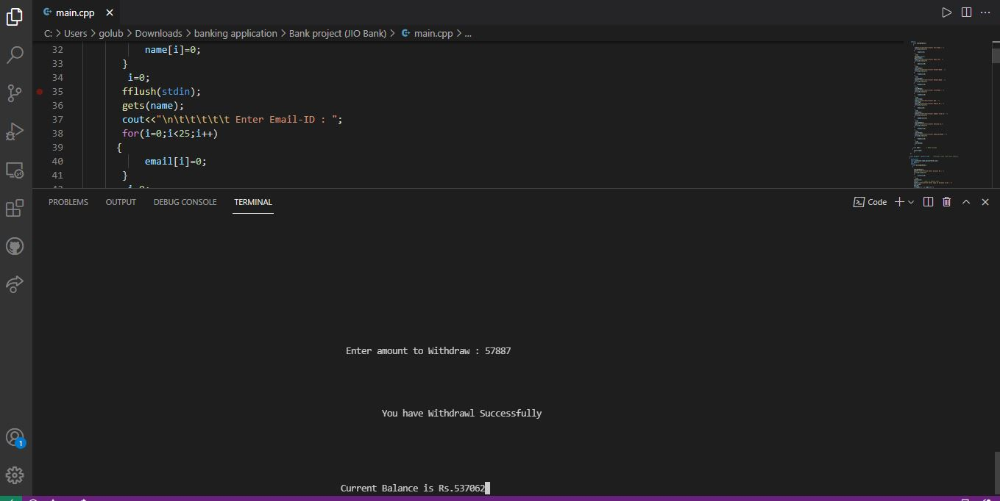 main.cpp
C: > Users > golub > Downloads > banking application > Bank project (JIO Bank) > main.cpp > ...
32 name[i]=0;
33 }
34 i=0;
35 fflush(stdin);
36 gets(name);
37 cout<<"\n\t\t\t\t\t Enter Email-ID : ";
38 for(i=0;i<25;i++)
39 {
40 email[i]=0;
41 }
PROBLEMS OUTPUT DEBUG CONSOLE TERMINAL
Code
Enter amount to Withdraw : 57887
You have Withdrawl Successfully
1
Current Balance is Rs.537062